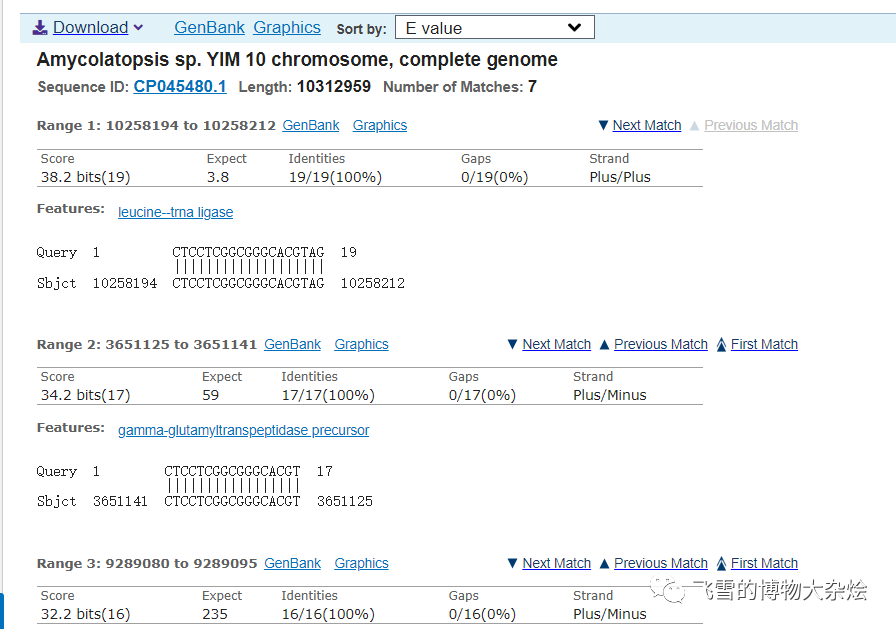 Download GenBank Graphics Sort by: E value
Amycolatopsis sp. YIM 10 chromosome, complete genome
Sequence ID: CP045480.1 Length: 10312959 Number of Matches: 7
Range 1: 10258194 to 10258212 GenBank Graphics Next Match Previous Match
Score Expect Identities Gaps Strand
38.2 bits(19) 3.8 19/19(100%) 0/19(0%) Plus/Plus
Features: leucine--trna ligase
Query 1 CTCCTCGGCGGGCACGTAG 19
Sbjct 10258194 CTCCTCGGCGGGCACGTAG 10258212
Range 2: 3651125 to 3651141 GenBank Graphics Next Match Previous Match First Match
Score Expect Identities Gaps Strand
34.2 bits(17) 59 17/17(100%) 0/17(0%) Plus/Minus
Features: gamma-glutamyltranspeptidase precursor
Query 1 CTCCTCGGCGGGCACGT 17
Sbjct 3651141 CTCCTCGGCGGGCACGT 3651125
Range 3: 9289080 to 9289095 GenBank Graphics Next Match Previous Match First Match
Score Expect Identities Gaps Strand
32.2 bits(16) 235 16/16(100%) 0/16(0%) Plus/Minus
飞雪的博物大杂烩